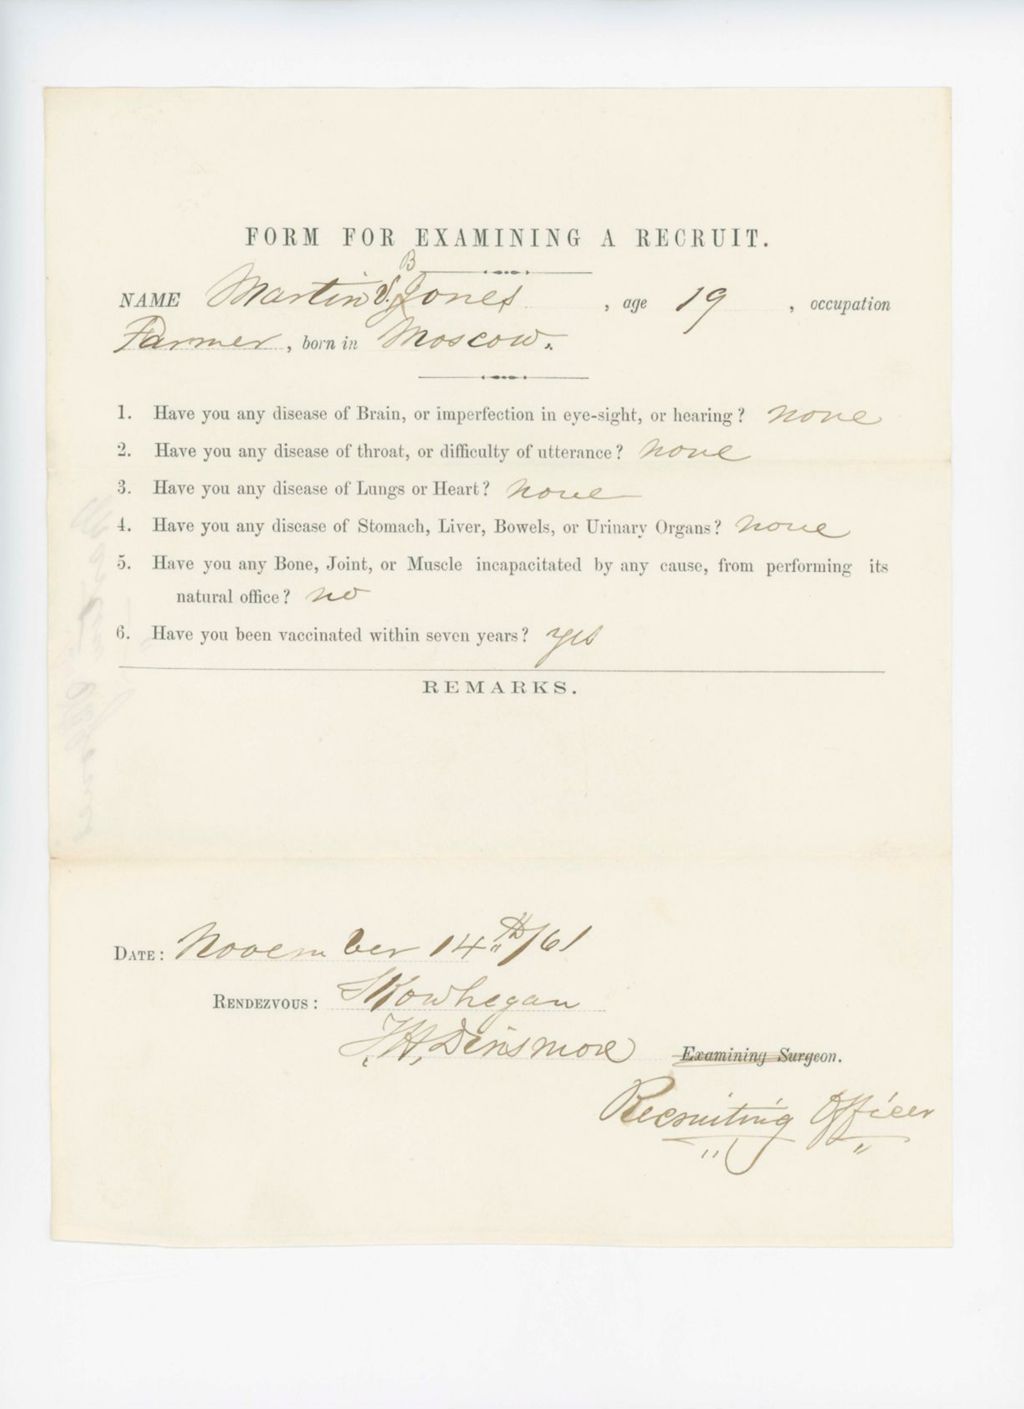 FORM FOR EXAMINING A RECRUIT.
NAME Martin V. B Jones, age 19, occupation
Farmer, born in Moscow.
1. Have you any disease of Brain, or imperfection in eye-sight, or hearing? none
2. Have you any disease of throat, or difficulty of utterance? none
3. Have you any disease of Lungs or Heart? none
4. Have you any disease of Stomach, Liver, Bowels, or Urinary Organs? none
5. Have you any Bone, Joint, or Muscle incapacitated by any cause, from performing its
natural office? no
6. Have you been vaccinated within seven years? yes
REMARKS.
DATE: November 14th/61
RENDEZVOUS: Skowhegan
Dinsmore Examining Surgeon.
Recruiting Officer